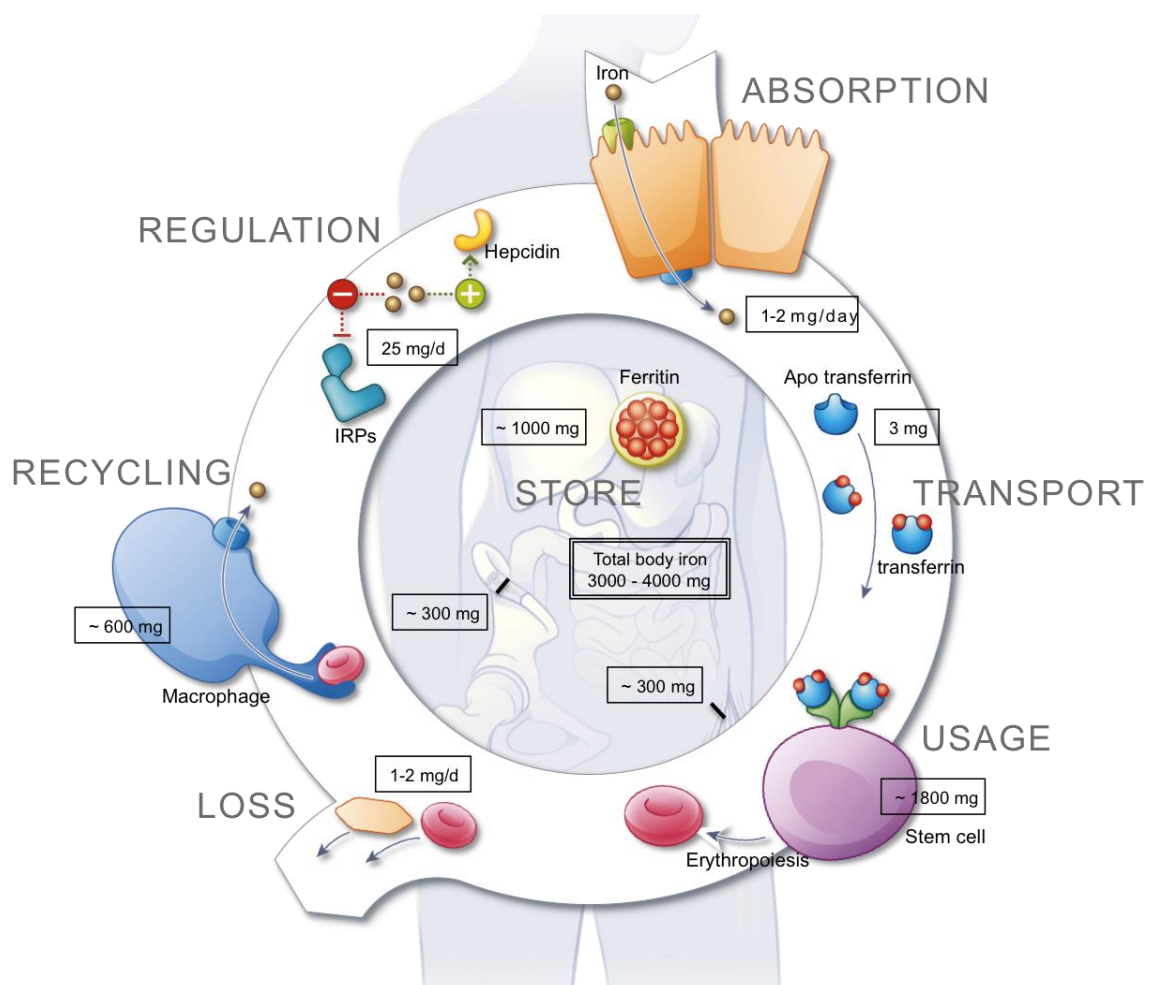 Iron
ABSORPTION
REGULATION
Hepcidin
1-2 mg/day
25 mg/d
Ferritin
Apo transferrin
~ 1000 mg
3 mg
IRPs
RECYCLING
STORE
TRANSPORT
Total body iron
3000 - 4000 mg
transferrin
~ 300 mg
~ 600 mg
~ 300 mg
Macrophage
USAGE
1-2 mg/d
LOSS
~ 1800 mg
Stem cell
Erythropoiesis